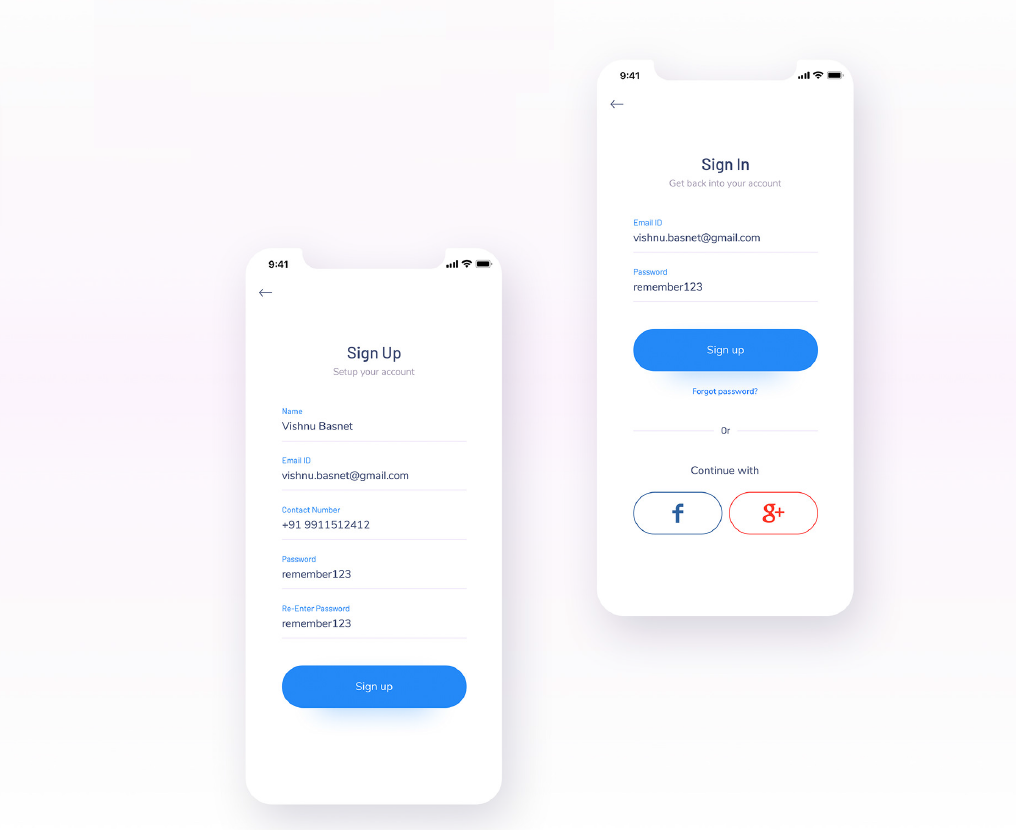 9:41
Sign Up
Setup your account
Name
Vishnu Basnet
Email ID
vishnu.basnet@gmail.com
Contact Number
+91 9911512412
Password
remember123
Re-Enter Password
remember123
Sign up
9:41
Sign In
Get back into your account
Email ID
vishnu.basnet@gmail.com
Password
remember123
Sign up
Forgot password?
Or
Continue with
f
g+